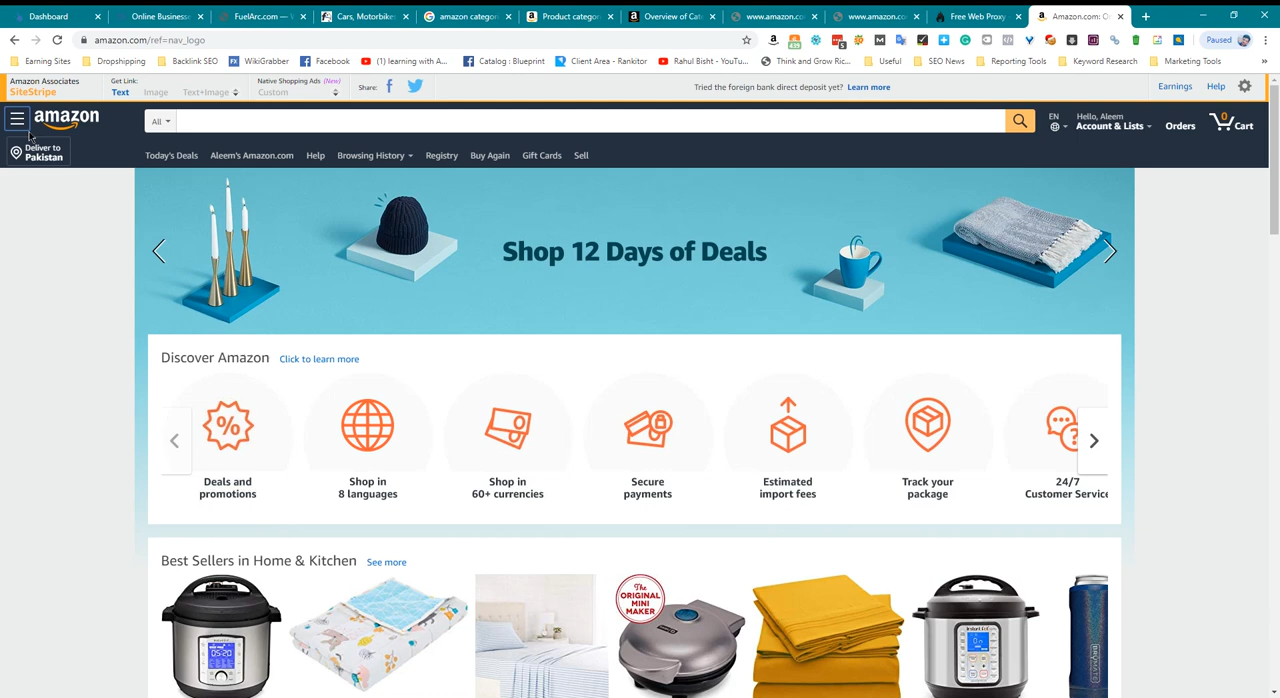 Dashboard
Online Business
FuelArc.com — W
Cars, Motorbikes
amazon categor
Product categor
Overview of Cat
www.amazon.co
www.amazon.co
Free Web Proxy
Amazon.com: O
amazon.com/ref=nav_logo
Paused
Earning Sites
Dropshipping
Backlink SEO
WikiGrabber
Facebook
(1) learning with A...
Catalog : Blueprint
Client Area - Rankitor
Rahul Bisht - YouTu...
Think and Grow Ric...
Useful
SEO News
Reporting Tools
Keyword Research
Marketing Tools
Amazon Associates
SiteStripe
Get Link:
Text Image Text+Image
Native Shopping Ads (New)
Custom
Share:
Tried the foreign bank direct deposit yet? Learn more
Earnings Help
amazon
All
EN
Hello, Aleem
Account & Lists
Orders
0
Cart
Deliver to
Pakistan
Today's Deals
Aleem's Amazon.com
Help
Browsing History
Registry
Buy Again
Gift Cards
Sell
Shop 12 Days of Deals
Discover Amazon Click to learn more
Deals and
promotions
Shop in
8 languages
Shop in
60+ currencies
Secure
payments
Estimated
import fees
Track your
package
24/7
Customer Service
Best Sellers in Home & Kitchen See more
The
ORIGINAL
MINI
MAKER